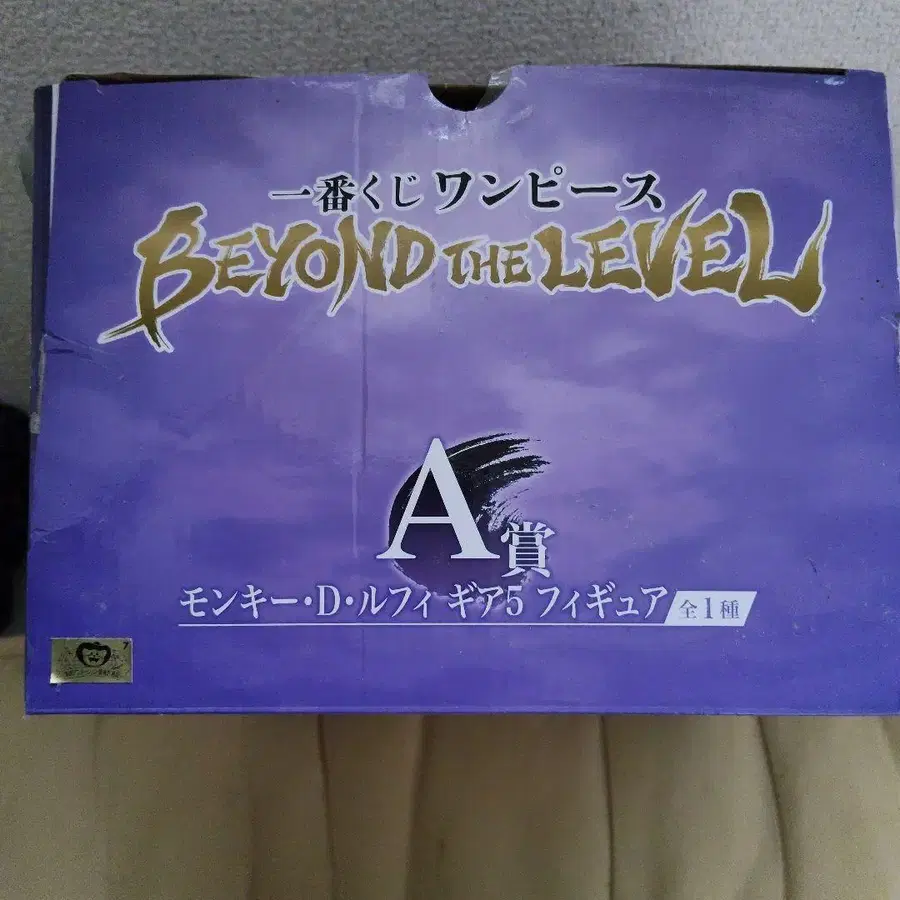 一番くじ ワンピース
BEYOND THE LEVEL
A賞
モンキー・D・ルフィ ギア5 フィギュア 全1種
7